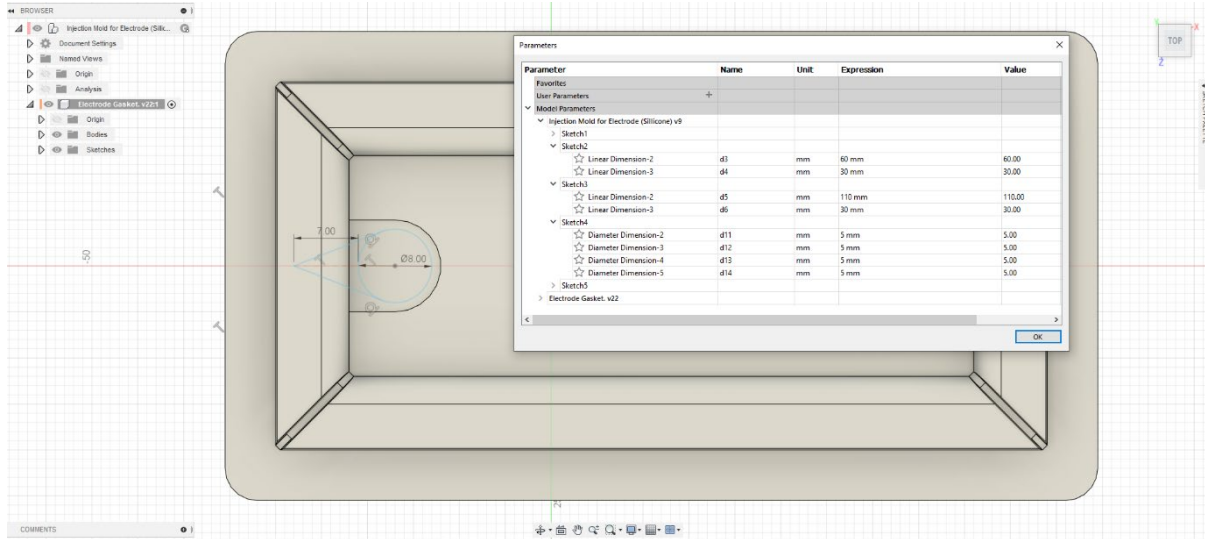 BROWSER
Injection Mold for Electrode (Silik...
Document Settings
Named Views
Origin
Analysis
Electrode Gasket. v22:1
Origin
Bodies
Sketches
COMMENTS
-50
7.00
Ø8.00
Parameters
Parameter Name Unit Expression Value
Favorites
User Parameters +
Model Parameters
Injection Mold for Electrode (Sillicone) v9
Sketch1
Sketch2
Linear Dimension-2 d3 mm 60 mm 60.00
Linear Dimension-3 d4 mm 30 mm 30.00
Sketch3
Linear Dimension-2 d5 mm 110 mm 110.00
Linear Dimension-3 d6 mm 30 mm 30.00
Sketch4
Diameter Dimension-2 d11 mm 5 mm 5.00
Diameter Dimension-3 d12 mm 5 mm 5.00
Diameter Dimension-4 d13 mm 5 mm 5.00
Diameter Dimension-5 d14 mm 5 mm 5.00
Sketch5
Electrode Gasket. v22
OK
TOP
X
Z